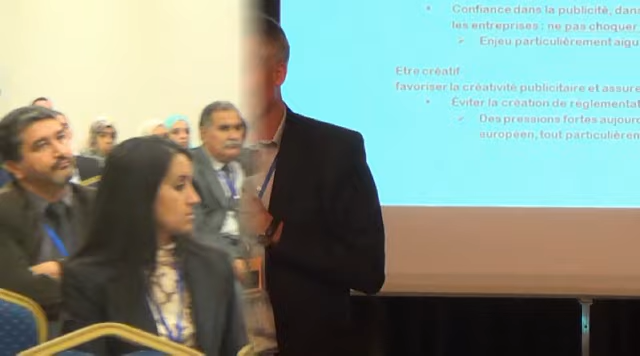 Confiance dans la publicité, dans
les entreprises : ne pas choquer
Enjeu particulièrement aigu
Etre créatif
favoriser la créativité publicitaire et assure
Éviter la création de réglementat
Des pressions fortes aujourd
européen, tout particulièrem